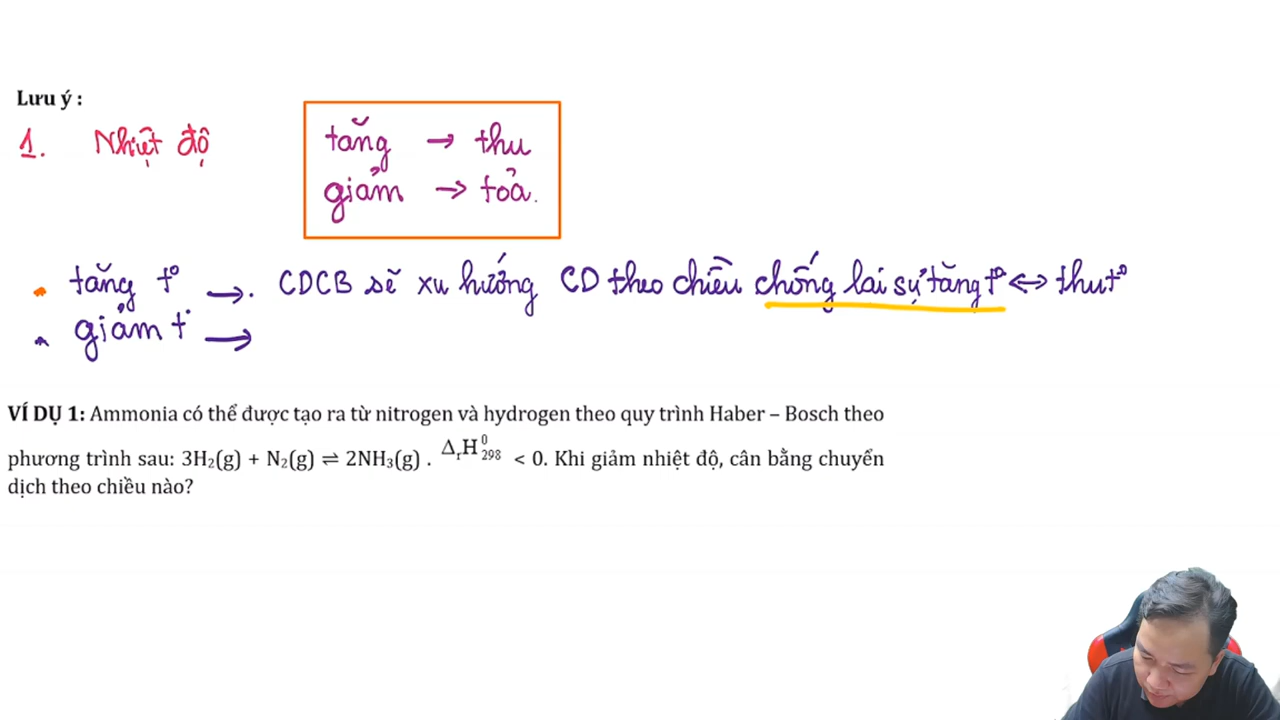 Lưu ý :
1. Nhiệt độ
tăng → thu
giảm → tỏa.
• tăng t° →. CDCB sẽ xu hướng CD theo chiều chống lại sự tăng t° ⇔ thu t°
• giảm t° →
VÍ DỤ 1: Ammonia có thể được tạo ra từ nitrogen và hydrogen theo quy trình Haber – Bosch theo
phương trình sau: 3H₂(g) + N₂(g) ⇌ 2NH₃(g) . ΔᵣH⁰₂₉₈ < 0. Khi giảm nhiệt độ, cân bằng chuyển
dịch theo chiều nào?